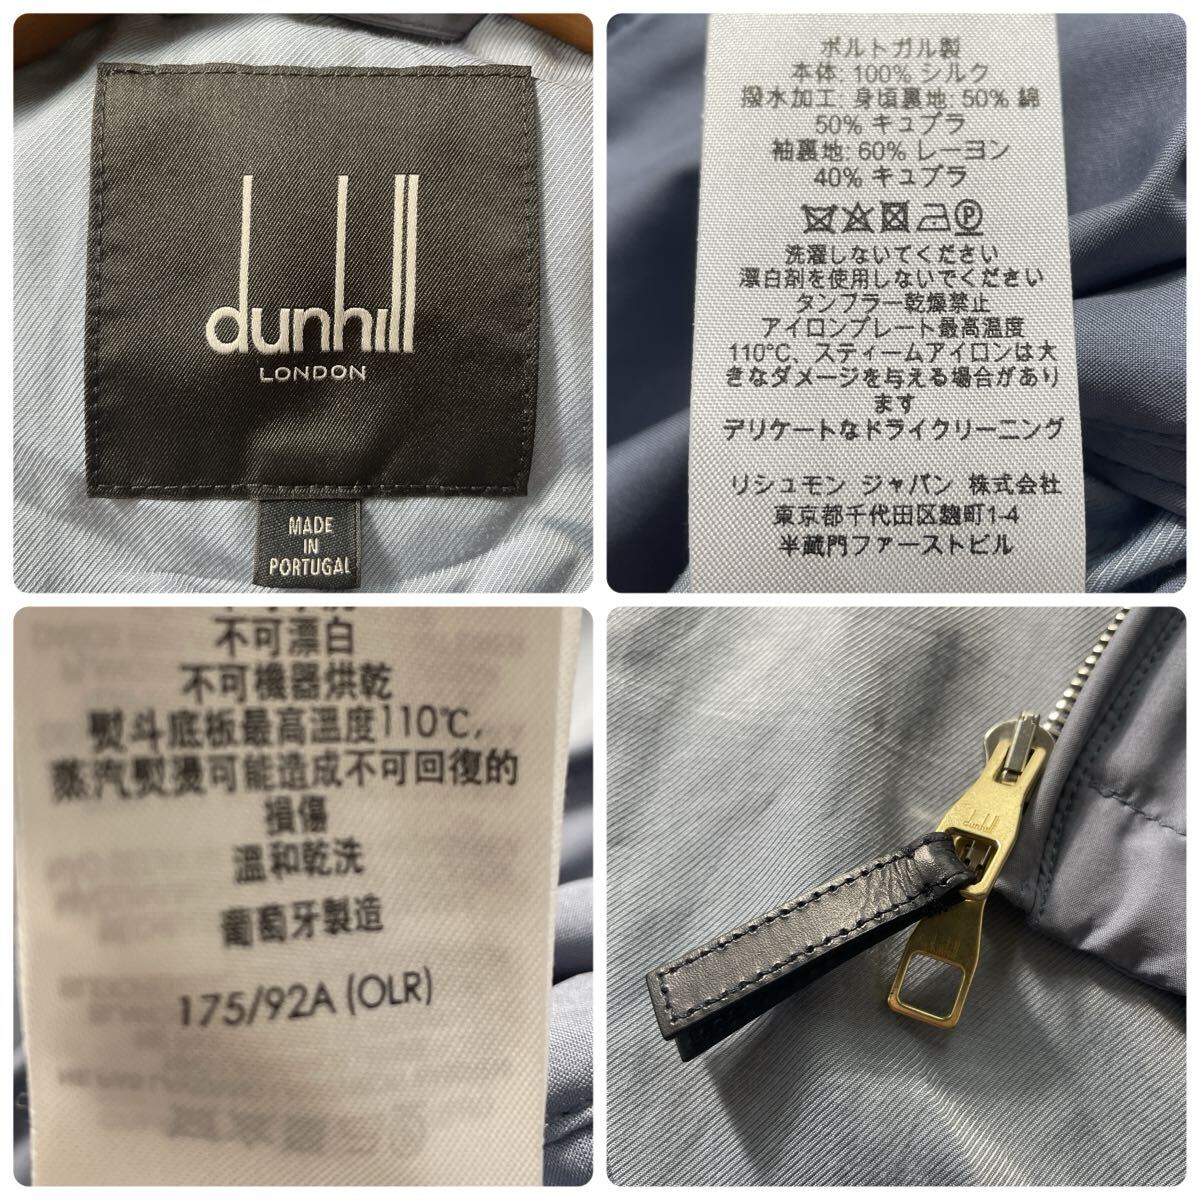 dunhill
LONDON
MADE
IN
PORTUGAL
ポルトガル製
本体: 100% シルク
撥水加工: 身頃裏地: 50% 綿
50% キュプラ
袖裏地: 60% レーヨン
40% キュプラ
洗濯しないてください
漂白剤を使用しないでください
タンフラー乾燥禁止
アイロンプレート最高温度
110°C、スティームアイロンは大
きなダメージを与える場合があり
ます
デリケートなドライクリーニング
リシュモン ジャパン 株式会社
東京都千代田区麹町1-4
半蔵門ファーストビル
不可漂白
不可機器烘乾
熨斗底板最高溫度110℃,
蒸汽熨燙可能造成不可回復的
損傷
溫和乾洗
葡萄牙製造
175/92A (OLR)
dunhill